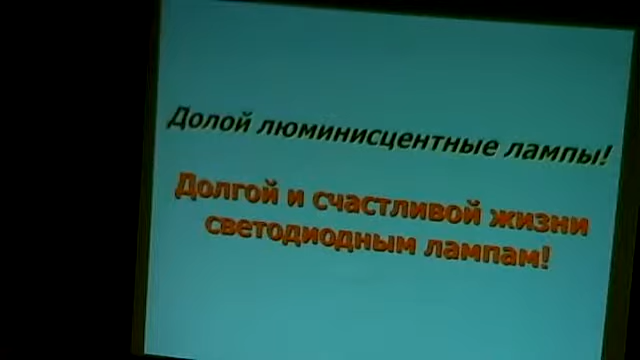 Долой люминисцентные лампы!
Долгой и счастливой жизни
светодиодным лампам!